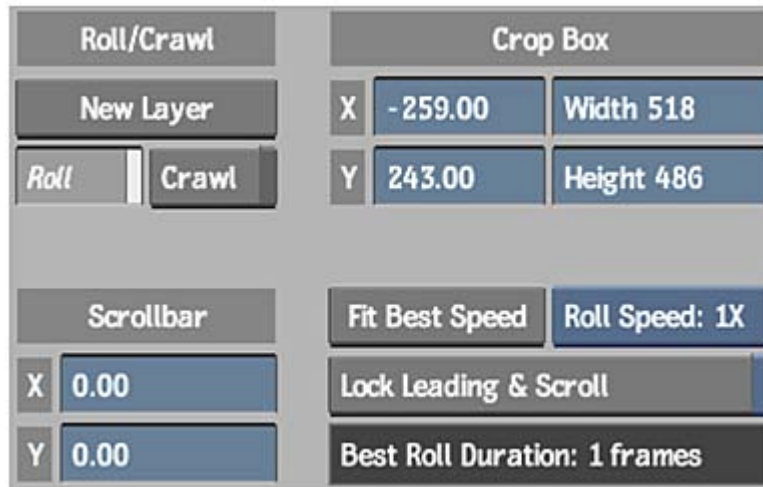 Roll/Crawl
New Layer
Roll Crawl
Crop Box
X -259.00 Width 518
Y 243.00 Height 486
Scrollbar
X 0.00
Y 0.00
Fit Best Speed Roll Speed: 1X
Lock Leading & Scroll
Best Roll Duration: 1 frames